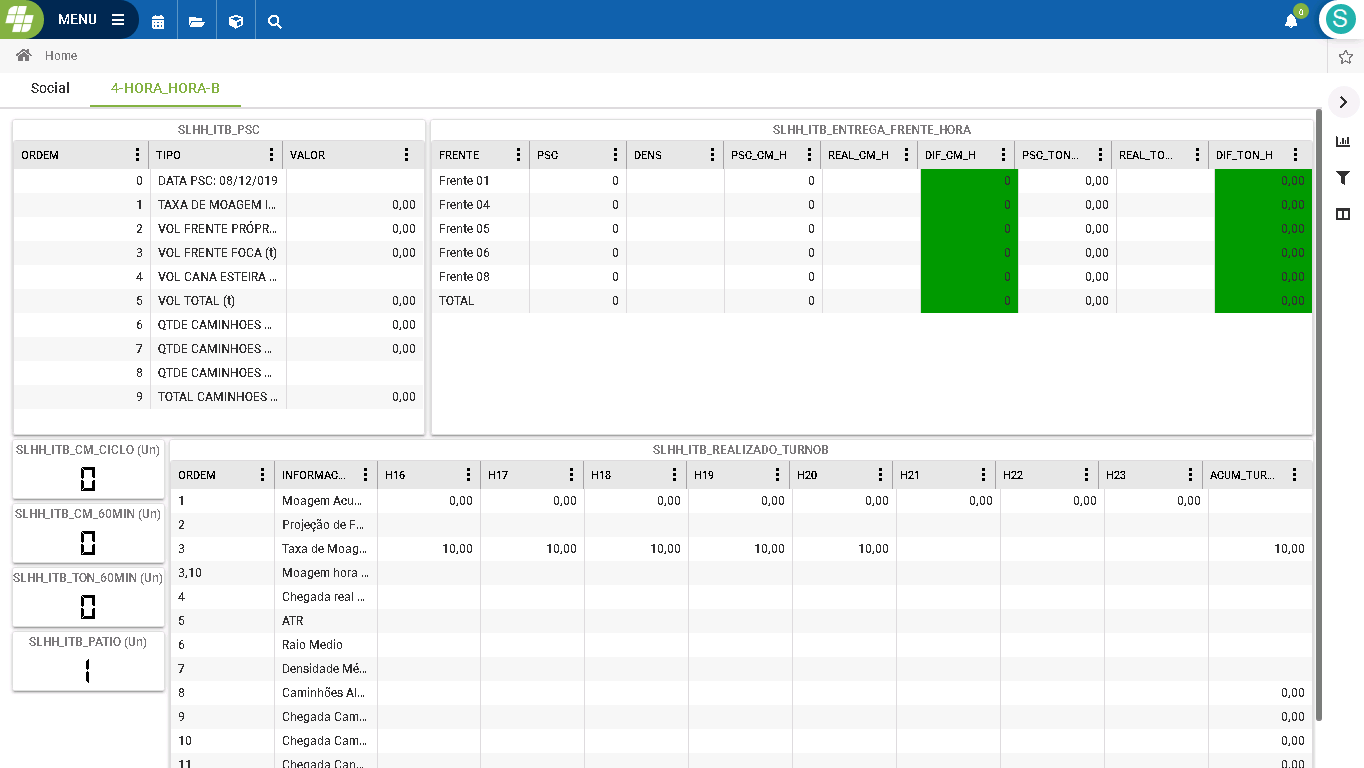 MENU
0
S
Home
Social 4-HORA_HORA-B
SLHH_ITB_PSC
ORDEM TIPO VALOR
0 DATA PSC: 08/12/019
1 TAXA DE MOAGEM I... 0,00
2 VOL FRENTE PRÓPR... 0,00
3 VOL FRENTE FOCA (t) 0,00
4 VOL CANA ESTEIRA ...
5 VOL TOTAL (t) 0,00
6 QTDE CAMINHOES ... 0,00
7 QTDE CAMINHOES ... 0,00
8 QTDE CAMINHOES ...
9 TOTAL CAMINHOES ... 0,00
SLHH_ITB_ENTREGA_FRENTE_HORA
FRENTE PSC DENS PSC_CM_H REAL_CM_H DIF_CM_H PSC_TON... REAL_TO... DIF_TON_H
Frente 01 0 0 0 0,00 0,00
Frente 04 0 0 0 0,00 0,00
Frente 05 0 0 0 0,00 0,00
Frente 06 0 0 0 0,00 0,00
Frente 08 0 0 0 0,00 0,00
TOTAL 0 0 0 0,00 0,00
SLHH_ITB_CM_CICLO (Un)
0
SLHH_ITB_CM_60MIN (Un)
0
SLHH_ITB_TON_60MIN (Un)
0
SLHH_ITB_PATIO (Un)
1
SLHH_ITB_REALIZADO_TURNOB
ORDEM INFORMAC... H16 H17 H18 H19 H20 H21 H22 H23 ACUM_TUR...
1 Moagem Acu... 0,00 0,00 0,00 0,00 0,00 0,00 0,00 0,00
2 Projeção de F...
3 Taxa de Moag... 10,00 10,00 10,00 10,00 10,00 10,00
3,10 Moagem hora ...
4 Chegada real ...
5 ATR
6 Raio Medio
7 Densidade Mé...
8 Caminhões Al... 0,00
9 Chegada Cam... 0,00
10 Chegada Cam... 0,00
11 Chegada Can... 0,00